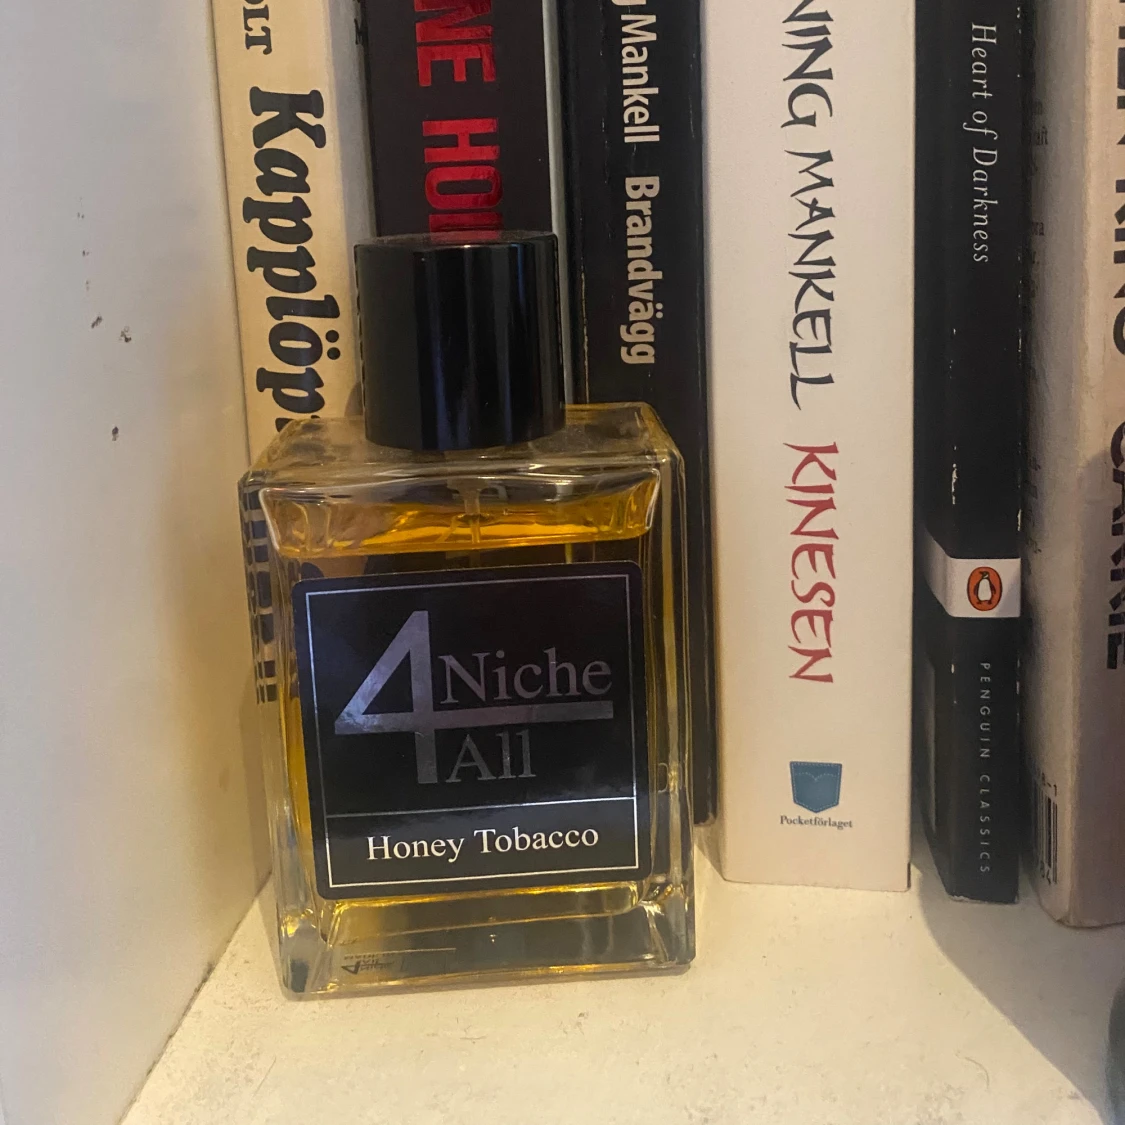 Kapplöp
Mankell Brandvägg
NING MANKELL KINESEN
Pocketförlaget
Heart of Darkness
PENGUIN CLASSICS
4
Niche
All
Honey Tobacco